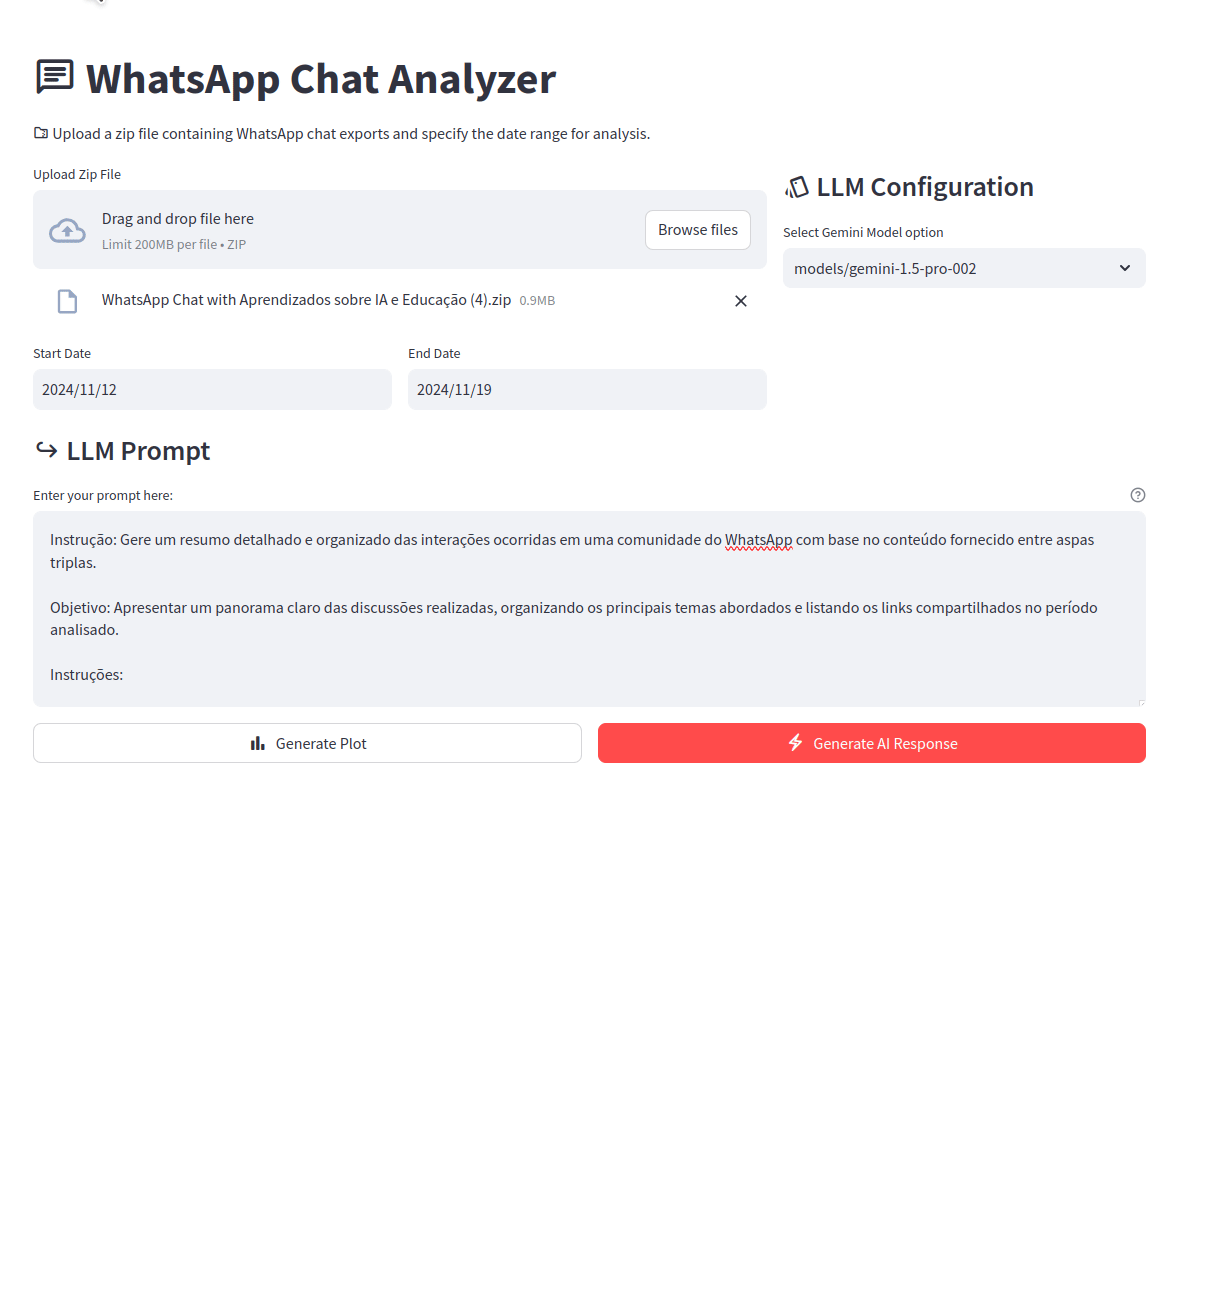 WhatsApp Chat Analyzer
Upload a zip file containing WhatsApp chat exports and specify the date range for analysis.
Upload Zip File
Drag and drop file here
Limit 200MB per file • ZIP
Browse files
WhatsApp Chat with Aprendizados sobre IA e Educação (4).zip 0.9MB
LLM Configuration
Select Gemini Model option
models/gemini-1.5-pro-002
Start Date
2024/11/12
End Date
2024/11/19
LLM Prompt
Enter your prompt here:
Instrução: Gere um resumo detalhado e organizado das interações ocorridas em uma comunidade do WhatsApp com base no conteúdo fornecido entre aspas
triplas.
Objetivo: Apresentar um panorama claro das discussões realizadas, organizando os principais temas abordados e listando os links compartilhados no período
analisado.
Instruções:
Generate Plot
Generate AI Response